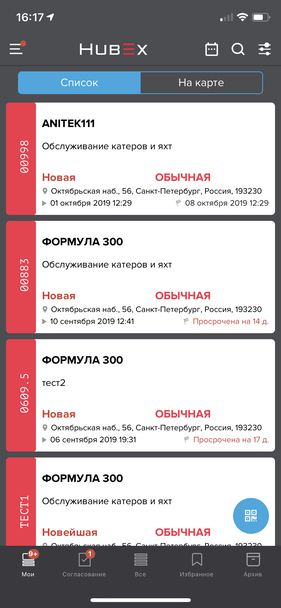 16:17
HUBEX
Список На карте
00998
ANITEK111
Обслуживание катеров и яхт
Новая ОБЫЧНАЯ
Октябрьская наб., 56, Санкт-Петербург, Россия, 193230
01 октября 2019 12:29 08 октября 2019 12:29
00883
ФОРМУЛА 300
Обслуживание катеров и яхт
Новая ОБЫЧНАЯ
Октябрьская наб., 56, Санкт-Петербург, Россия, 193230
10 сентября 2019 12:41 Просрочена на 14 д.
0609.5
ФОРМУЛА 300
тест2
Новая ОБЫЧНАЯ
Октябрьская наб., 56, Санкт-Петербург, Россия, 193230
06 сентября 2019 19:31 Просрочена на 17 д.
ТЕСТ1
ФОРМУЛА 300
Обслуживание катеров и яхт
Новейшая ОБЫЧНАЯ
Октябрьская наб., 56, Санкт-Петербург, Россия, 193230
9+ 1
Мои Согласование Все Избранное Архив